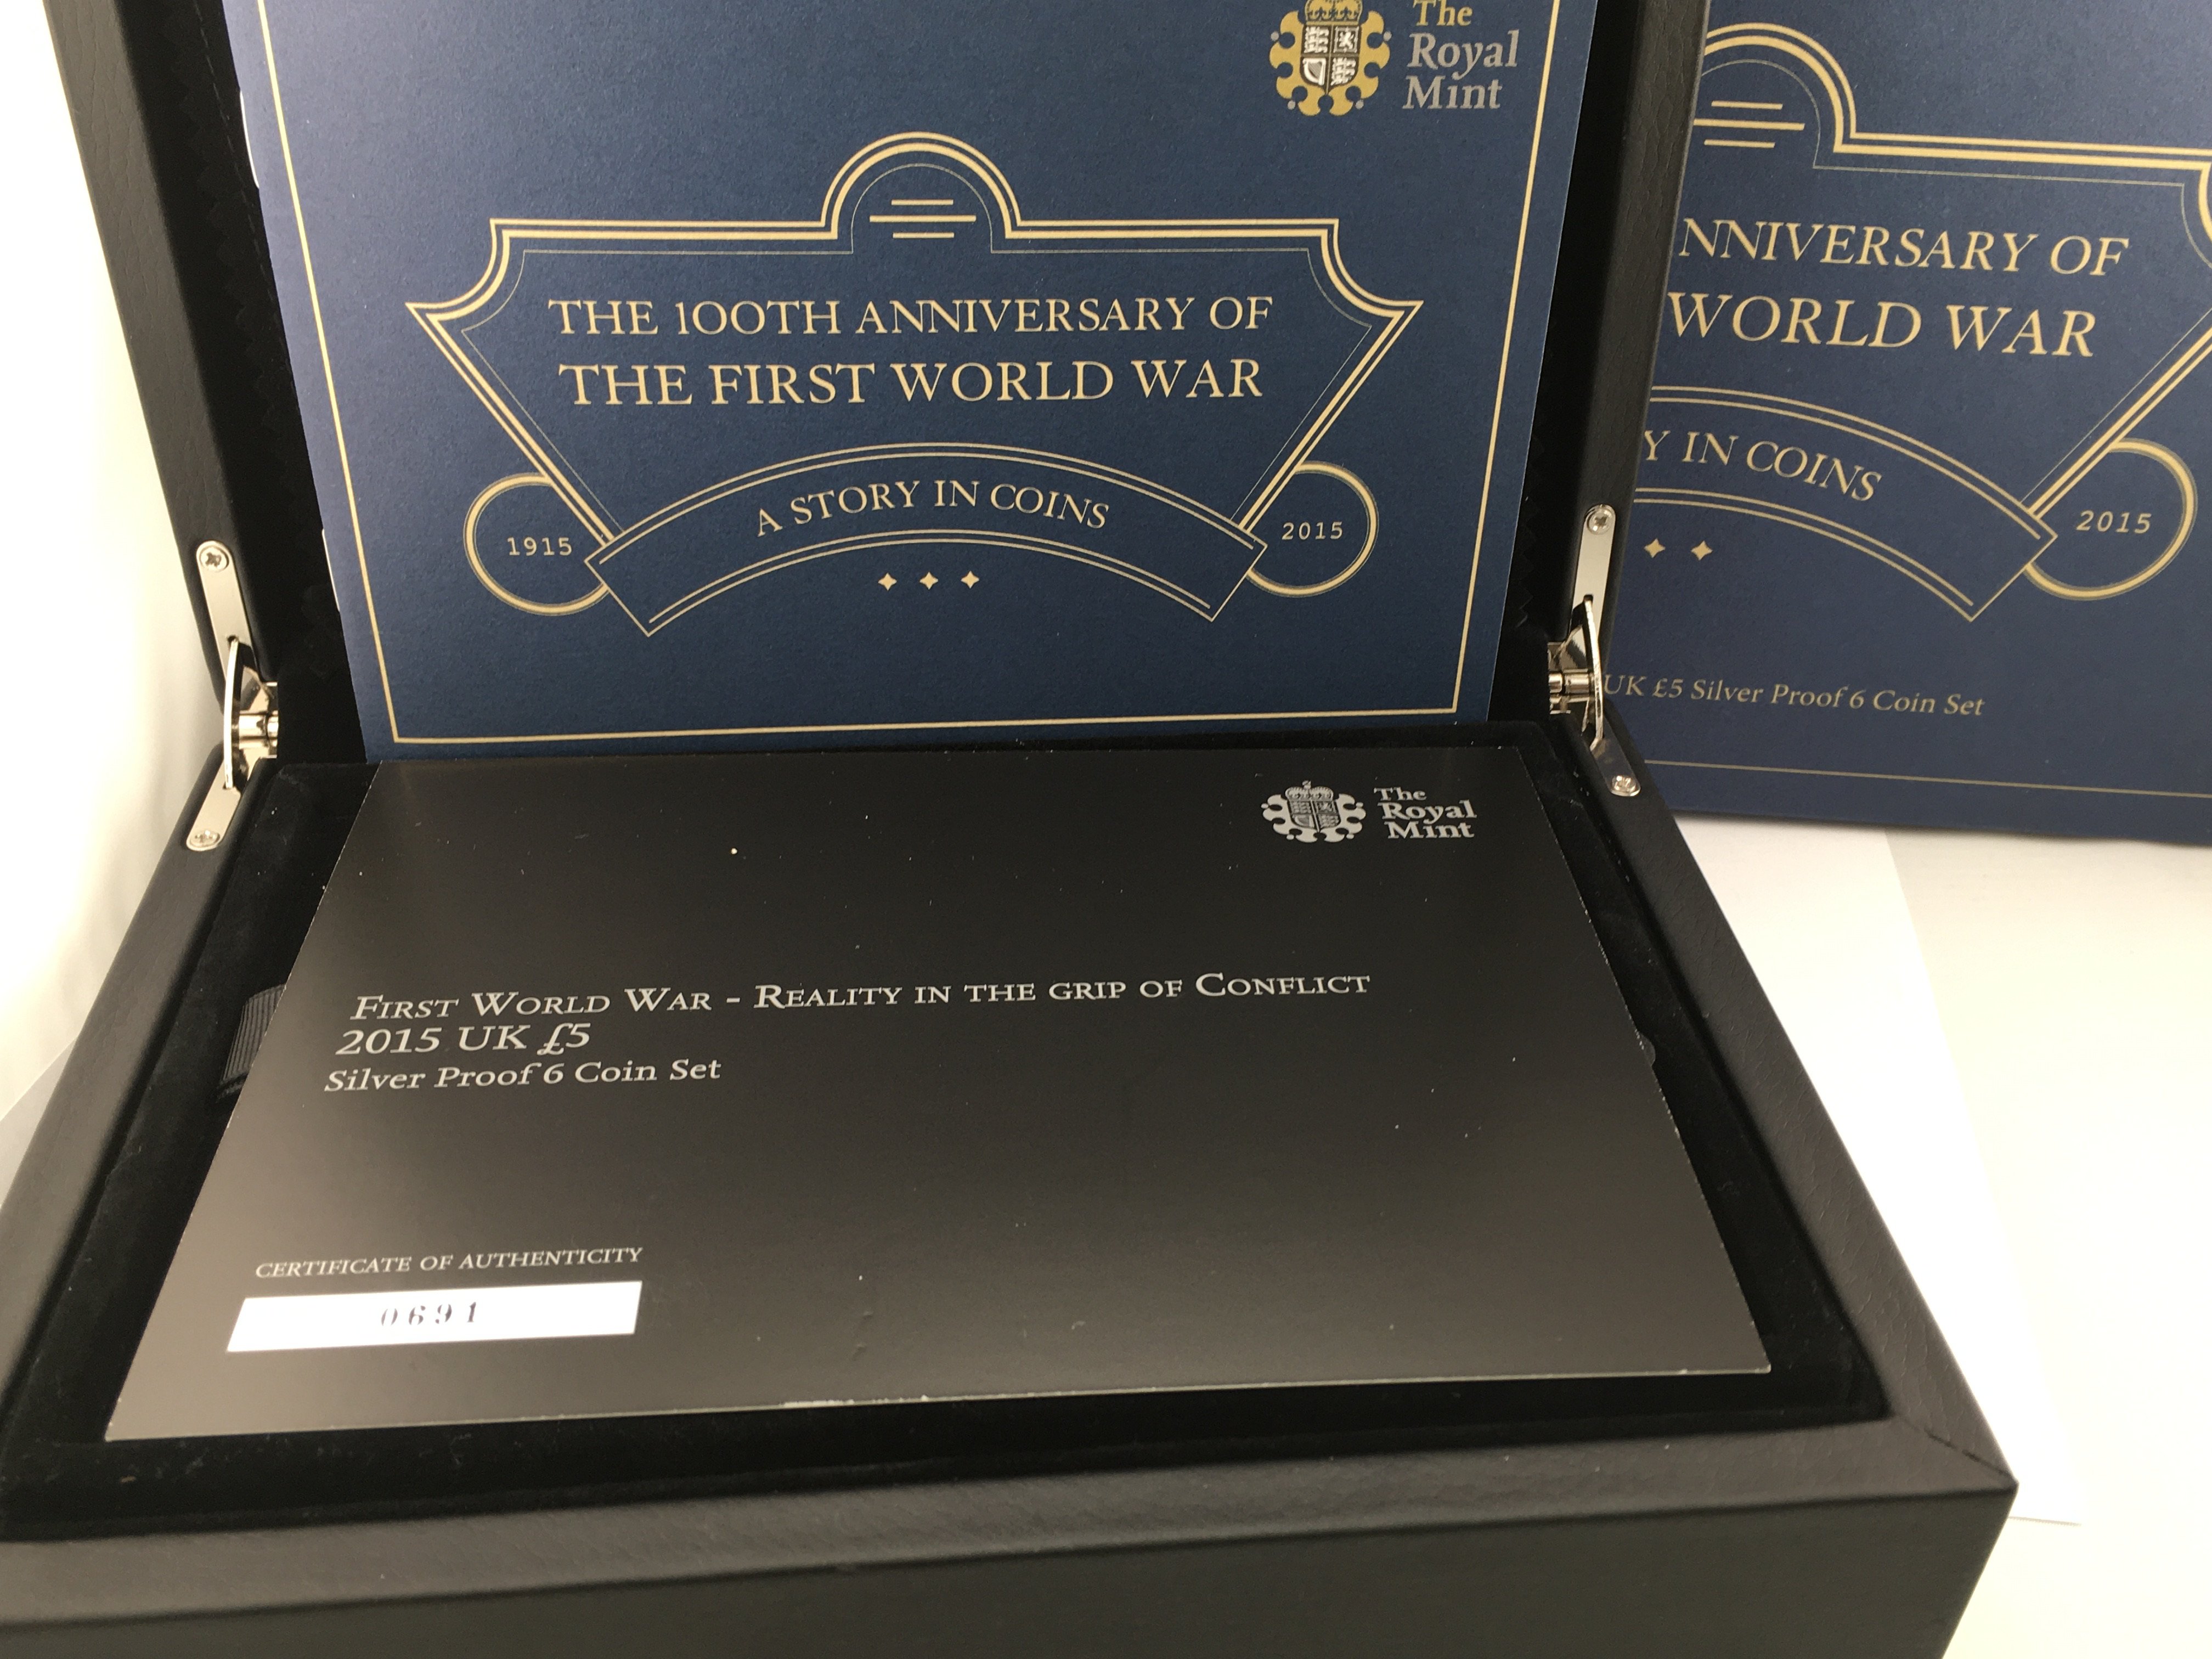 The
Royal
Mint
THE 100TH ANNIVERSARY OF
THE FIRST WORLD WAR
A STORY IN COINS
1915
2015
NNIVERSARY OF
WORLD WAR
Y IN COINS
2015
UK £5 Silver Proof 6 Coin Set
The
Royal
Mint
First World War - Reality in the grip of Conflict
2015 UK £5
Silver Proof 6 Coin Set
CERTIFICATE OF AUTHENTICITY
0691